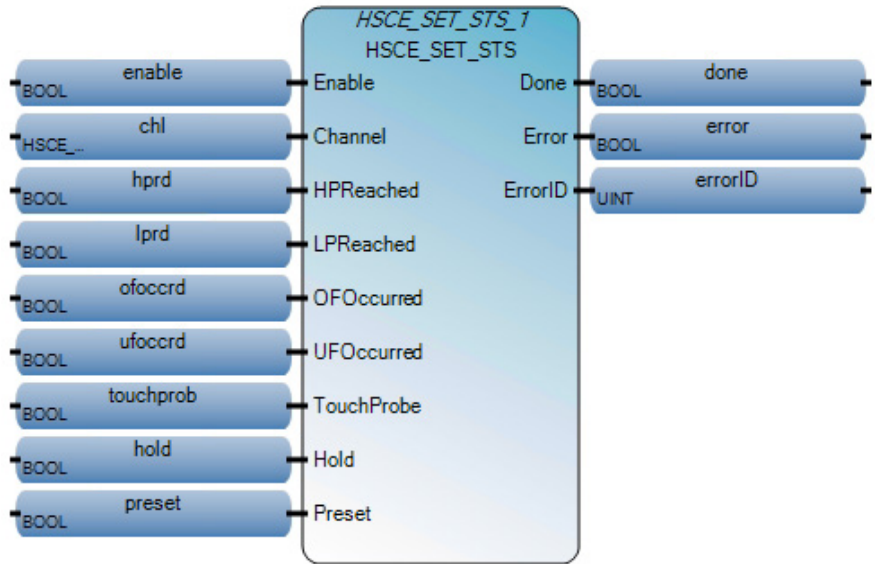 HSCE_SET_STS_1
HSCE_SET_STS
enable BOOL Enable Done done BOOL
chl HSCE_... Channel Error error BOOL
hprd BOOL HPReached ErrorID errorID UINT
lprd BOOL LPReached
ofoccrd BOOL OFOccurred
ufoccrd BOOL UFOccurred
touchprob BOOL TouchProbe
hold BOOL Hold
preset BOOL Preset